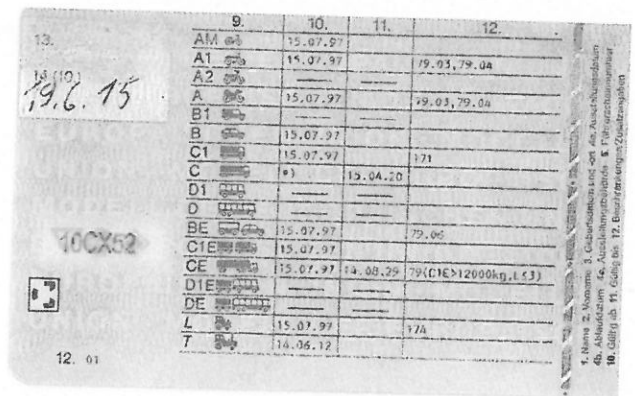 9. 10. 11. 12.
13.
AM 15.07.97
A1 15.07.97 79.03,79.04
A2 —— ——
14.(10.)
19.6.15
A 15.07.97 79.03,79.04
B1 —— ——
B 15.07.97
C1 15.07.97 171
C *) 15.04.20
D1 —— ——
D —— ——
BE 15.07.97 79.06
10CX52
C1E 15.07.97
CE 15.07.97 14.08.29 79(C1E>12000kg,L≤3)
D1E —— ——
DE —— ——
L 15.07.97 174
T 14.06.12
12. 01
1. Name 2. Vorname 3. Geburtsdatum und -ort 4a. Ausstellungsdatum
4b. Ablaufdatum 4c. Ausstellungsbehörde 5. Führerscheinnummer
10. Gültig ab 11. Gültig bis 12. Beschränkungen/Zusatzangaben